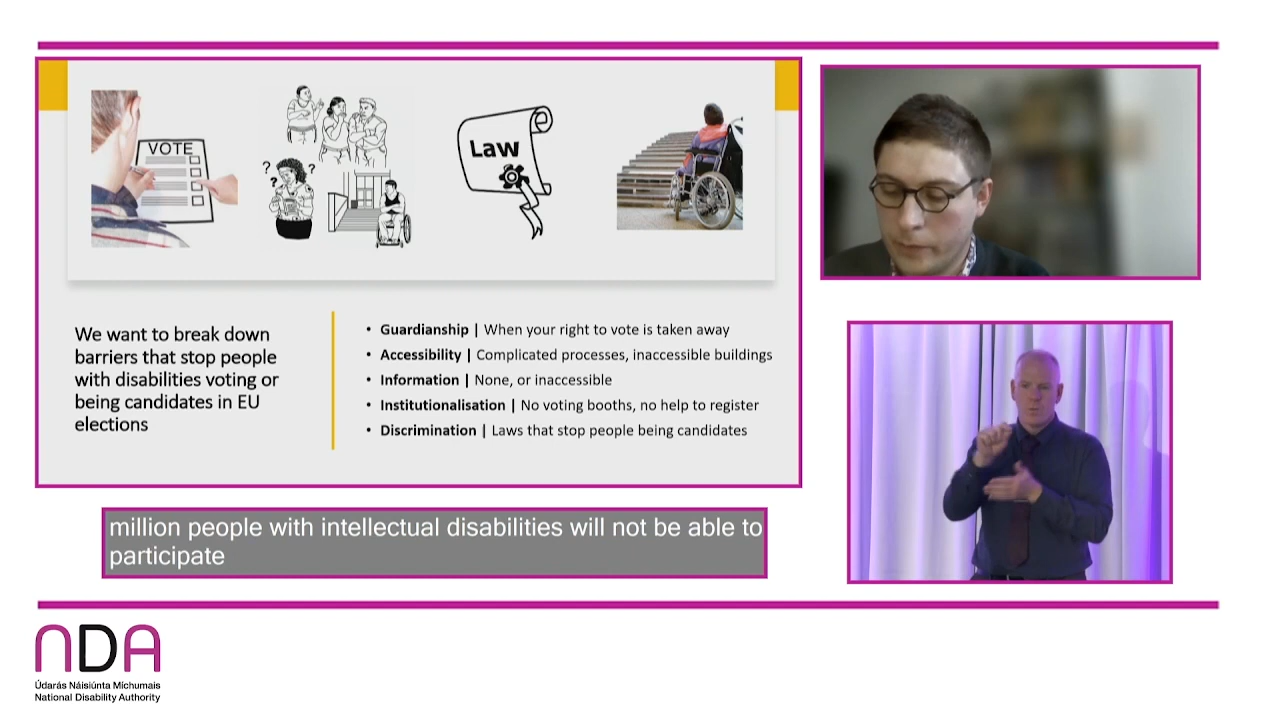 VOTE
? ?
?
Law
We want to break down
barriers that stop people
with disabilities voting or
being candidates in EU
elections
• Guardianship | When your right to vote is taken away
• Accessibility | Complicated processes, inaccessible buildings
• Information | None, or inaccessible
• Institutionalisation | No voting booths, no help to register
• Discrimination | Laws that stop people being candidates
million people with intellectual disabilities will not be able to
participate
NDA
Údarás Náisiúnta Míchumais
National Disability Authority